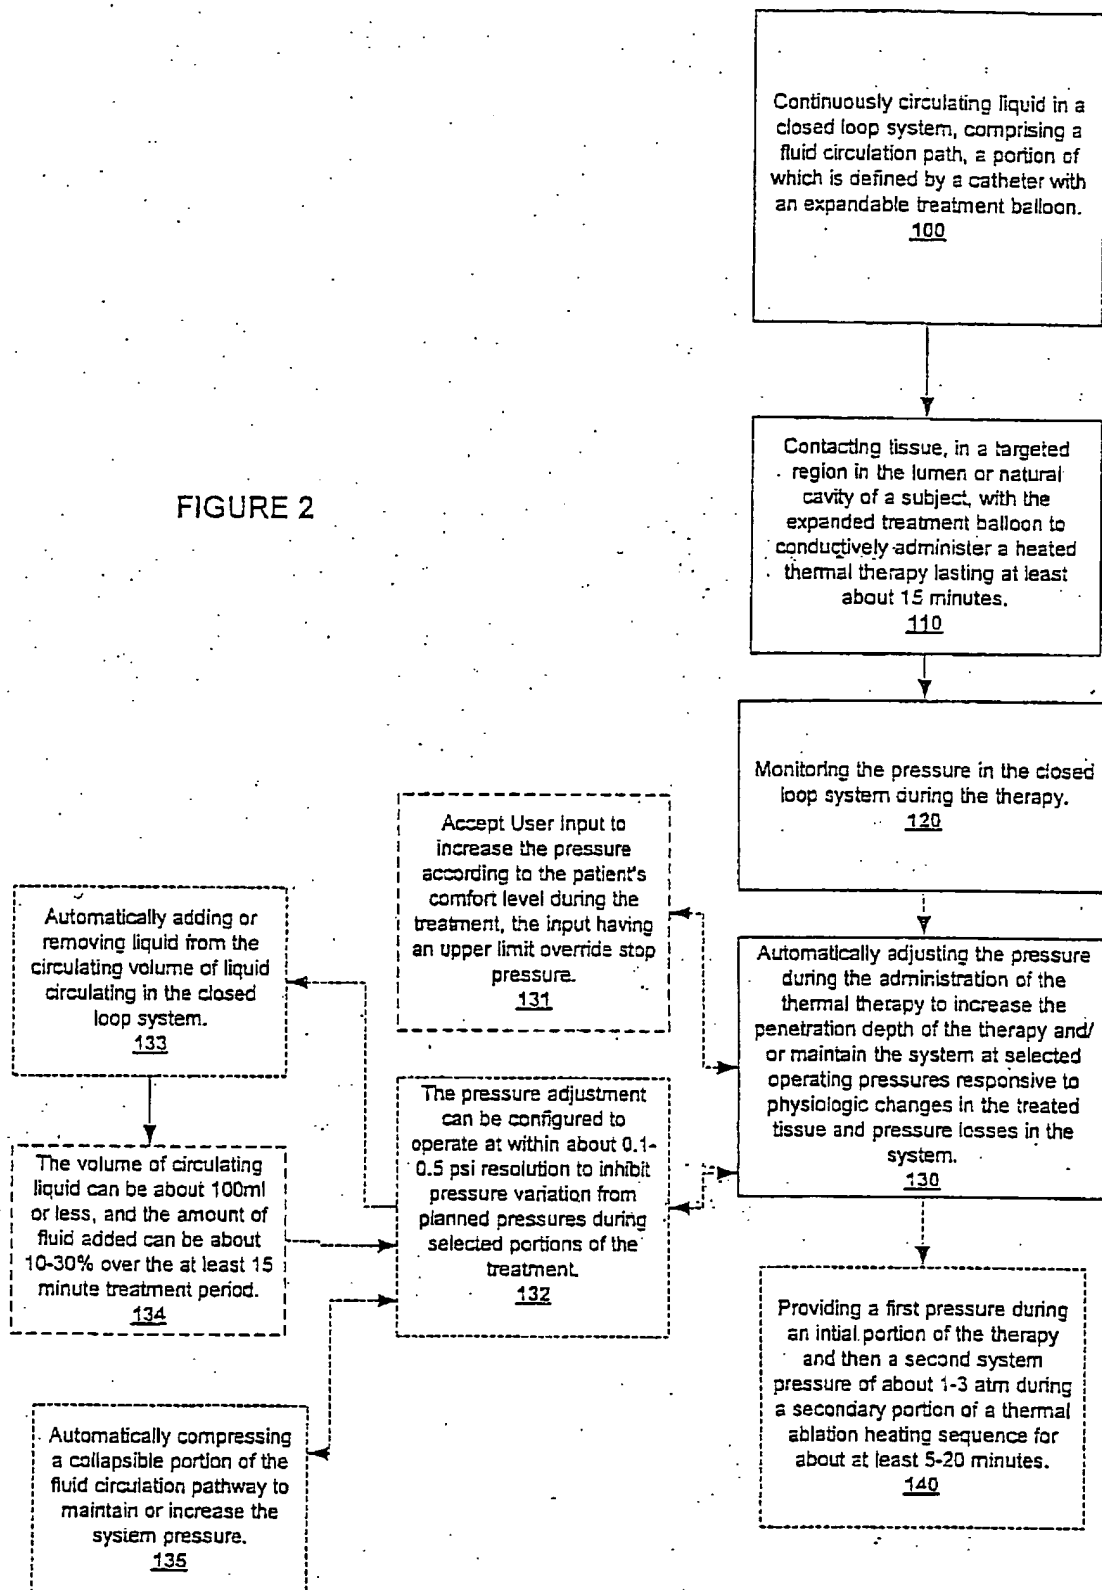 Continuously circulating liquid in a
closed loop system, comprising a
fluid circulation path, a portion of
which is defined by a catheter with
an expandable treatment balloon.
100
Contacting tissue, in a targeted
region in the lumen or natural
cavity of a subject, with the
expanded treatment balloon to
conductively administer a heated
thermal therapy lasting at least
about 15 minutes.
110
FIGURE 2
Monitoring the pressure in the closed
loop system during the therapy.
120
Accept User Input to
increase the pressure
according to the patient's
comfort level during the
treatment, the input having
an upper limit override stop
pressure.
131
Automatically adding or
removing liquid from the
circulating volume of liquid
circulating in the closed
loop system.
133
Automatically adjusting the pressure
during the administration of the
thermal therapy to increase the
penetration depth of the therapy and/
or maintain the system at selected
operating pressures responsive to
physiologic changes in the treated
tissue and pressure losses in the
system.
130
The pressure adjustment
can be configured to
operate at within about 0.1-
0.5 psi resolution to inhibit
pressure variation from
planned pressures during
selected portions of the
treatment.
132
The volume of circulating
liquid can be about 100ml
or less, and the amount of
fluid added can be about
10-30% over the at least 15
minute treatment period.
134
Providing a first pressure during
an intial portion of the therapy
and then a second system
pressure of about 1-3 atm during
a secondary portion of a thermal
ablation heating sequence for
about at least 5-20 minutes.
140
Automatically compressing
a collapsible portion of the
fluid circulation pathway to
maintain or increase the
system pressure.
135